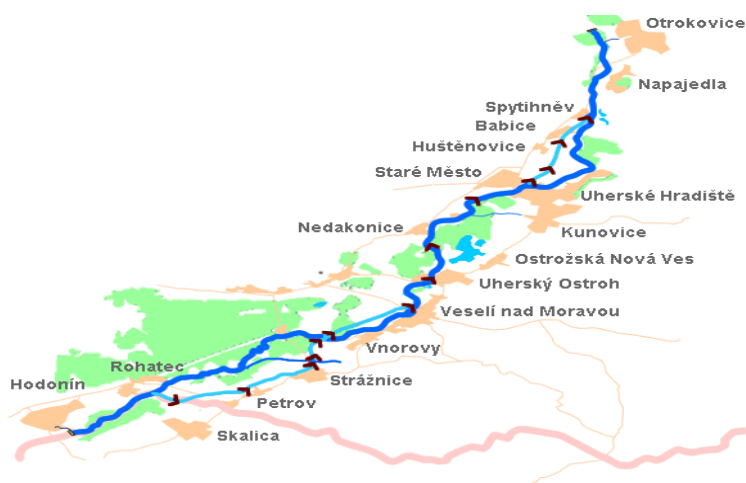 Otrokovice
Napajedla
Spytihněv
Babice
Huštěnovice
Staré Město
Uherské Hradiště
Nedakonice
Kunovice
Ostrožská Nová Ves
Uherský Ostroh
Veselí nad Moravou
Vnorovy
Rohatec
Hodonín
Strážnice
Petrov
Skalica